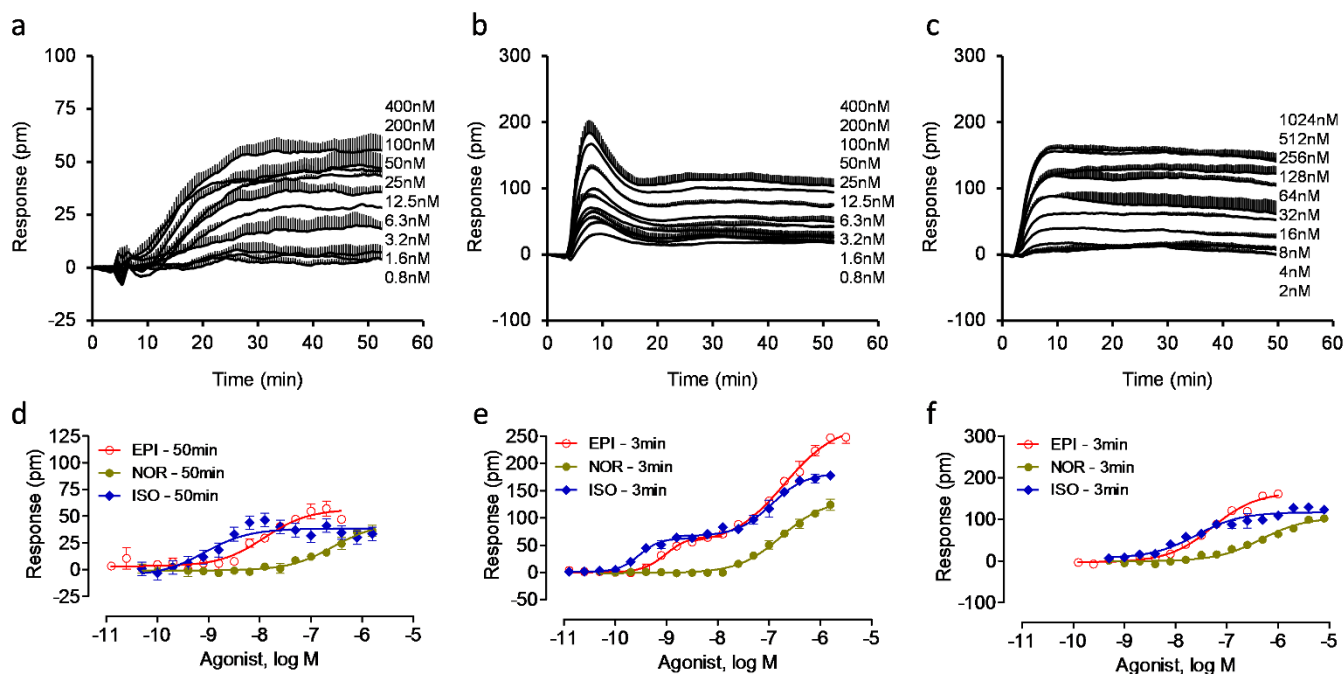 a
100
75
50
25
0
-25
Response (pm)
0 10 20 30 40 50 60
Time (min)
400nM
200nM
100nM
50nM
25nM
12.5nM
6.3nM
3.2nM
1.6nM
0.8nM
b
300
200
100
0
-100
Response (pm)
0 10 20 30 40 50 60
Time (min)
400nM
200nM
100nM
50nM
25nM
12.5nM
6.3nM
3.2nM
1.6nM
0.8nM
c
300
200
100
0
-100
Response (pm)
0 10 20 30 40 50 60
Time (min)
1024nM
512nM
256nM
128nM
64nM
32nM
16nM
8nM
4nM
2nM
d
125
100
75
50
25
0
-25
Response (pm)
EPI - 50min
NOR - 50min
ISO - 50min
-11 -10 -9 -8 -7 -6 -5
Agonist, log M
e
250
200
150
100
50
0
50
Response (pm)
EPI - 3min
NOR - 3min
ISO - 3min
-11 -10 -9 -8 -7 -6 -5
Agonist, log M
f
300
200
100
0
-100
Response (pm)
EPI - 3min
NOR - 3min
ISO - 3min
-11 -10 -9 -8 -7 -6 -5
Agonist, log M